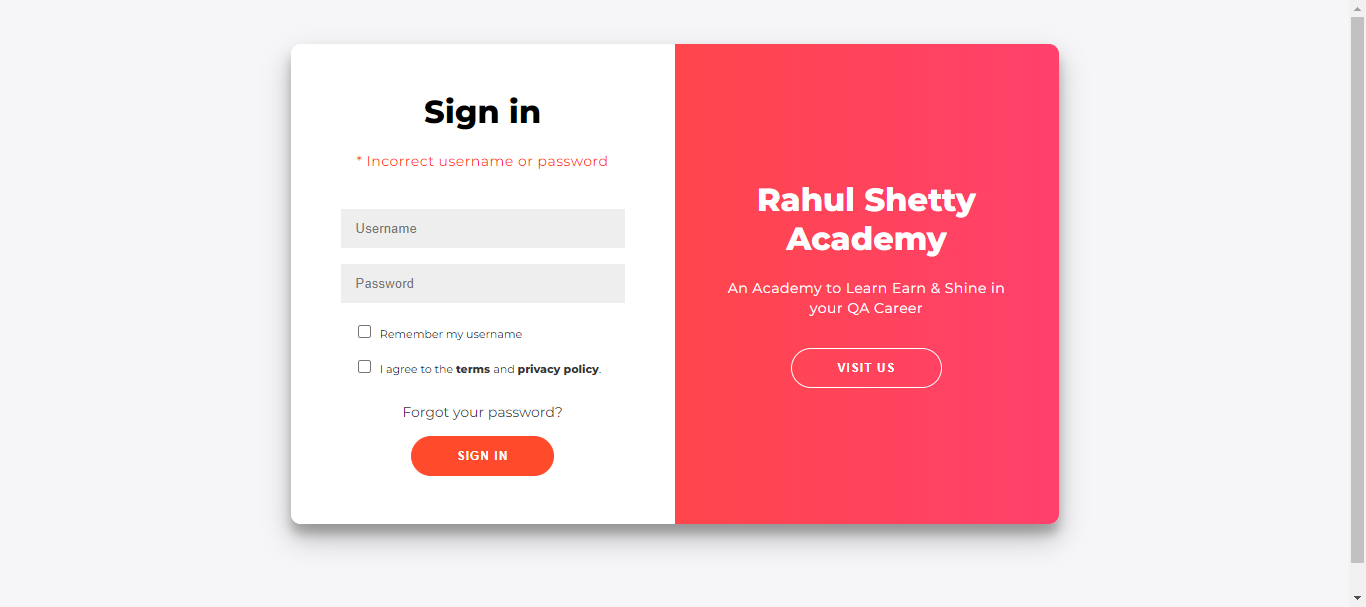 Sign in
* Incorrect username or password
Username
Password
Remember my username
I agree to the terms and privacy policy.
Forgot your password?
SIGN IN
Rahul Shetty
Academy
An Academy to Learn Earn & Shine in
your QA Career
VISIT US